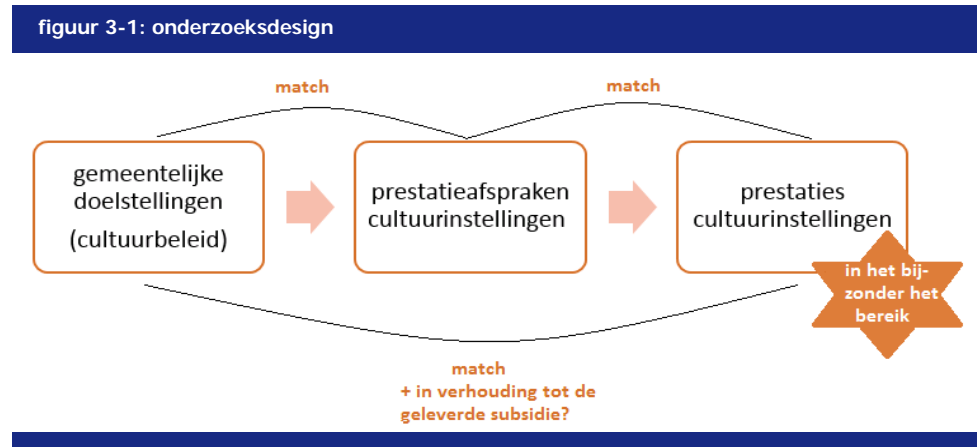 figuur 3-1: onderzoeksdesign
match
match
gemeentelijke
doelstellingen
(cultuurbeleid)
prestatieafspraken
cultuurinstellingen
prestaties
cultuurinstellingen
in het bij-
zonder het
bereik
match
+ in verhouding tot de
geleverde subsidie?